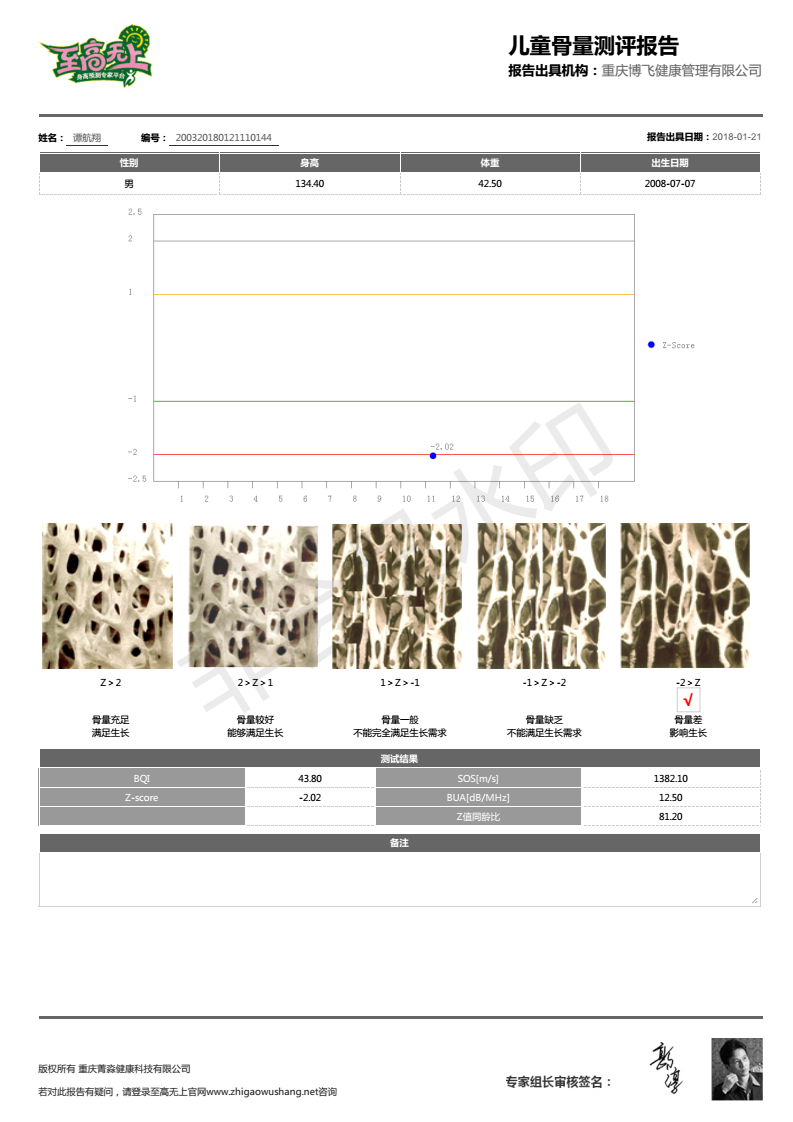 至高无上
身高预测专家平台
儿童骨量测评报告
报告出具机构：重庆博飞健康管理有限公司
姓名： 谭航翔 编号： 200320180121110144 报告出具日期：2018-01-21
性别 身高 体重 出生日期
男 134.40 42.50 2008-07-07
2.5
2
1
Z-Score
-1
-2.02
-2
-2.5
1 2 3 4 5 6 7 8 9 10 11 12 13 14 15 16 17 18
Z > 2 2 > Z > 1 1 > Z > -1 -1 > Z > -2 -2 > Z
√
骨量充足 骨量较好 骨量一般 骨量缺乏 骨量差
满足生长 能够满足生长 不能完全满足生长需求 不能满足生长需求 影响生长
测试结果
BQI 43.80 SOS[m/s] 1382.10
Z-score -2.02 BUA[dB/MHz] 12.50
Z值同龄比 81.20
备注
版权所有 重庆菁淼健康科技有限公司
若对此报告有疑问，请登录至高无上官网www.zhigaowushang.net咨询
专家组长审核签名：